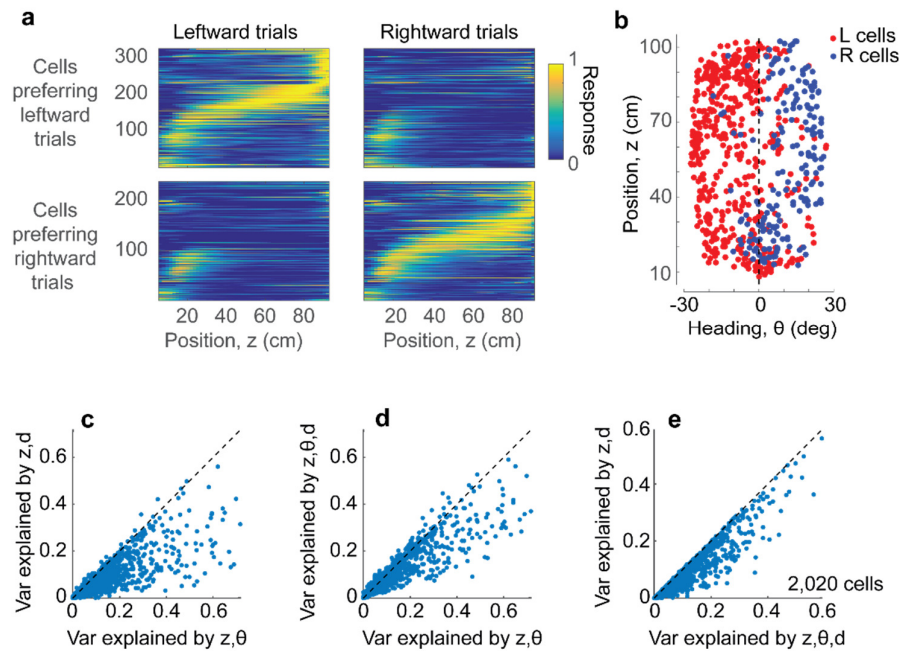 a
Leftward trials
Rightward trials
Cells
preferring
leftward
trials
300
200
100
1
Response
0
Cells
preferring
rightward
trials
200
100
20 40 60 80
Position, z (cm)
20 40 60 80
Position, z (cm)
b
L cells
R cells
Position, z (cm)
100
70
40
10
-30 0 30
Heading, θ (deg)
c
Var explained by z,d
0.6
0.4
0.2
0
0 0.2 0.4 0.6
Var explained by z,θ
d
Var explained by z,θ,d
0.6
0.4
0.2
0
0 0.2 0.4 0.6
Var explained by z,θ
e
Var explained by z,d
0.6
0.4
0.2
0
2,020 cells
0 0.2 0.4 0.6
Var explained by z,θ,d